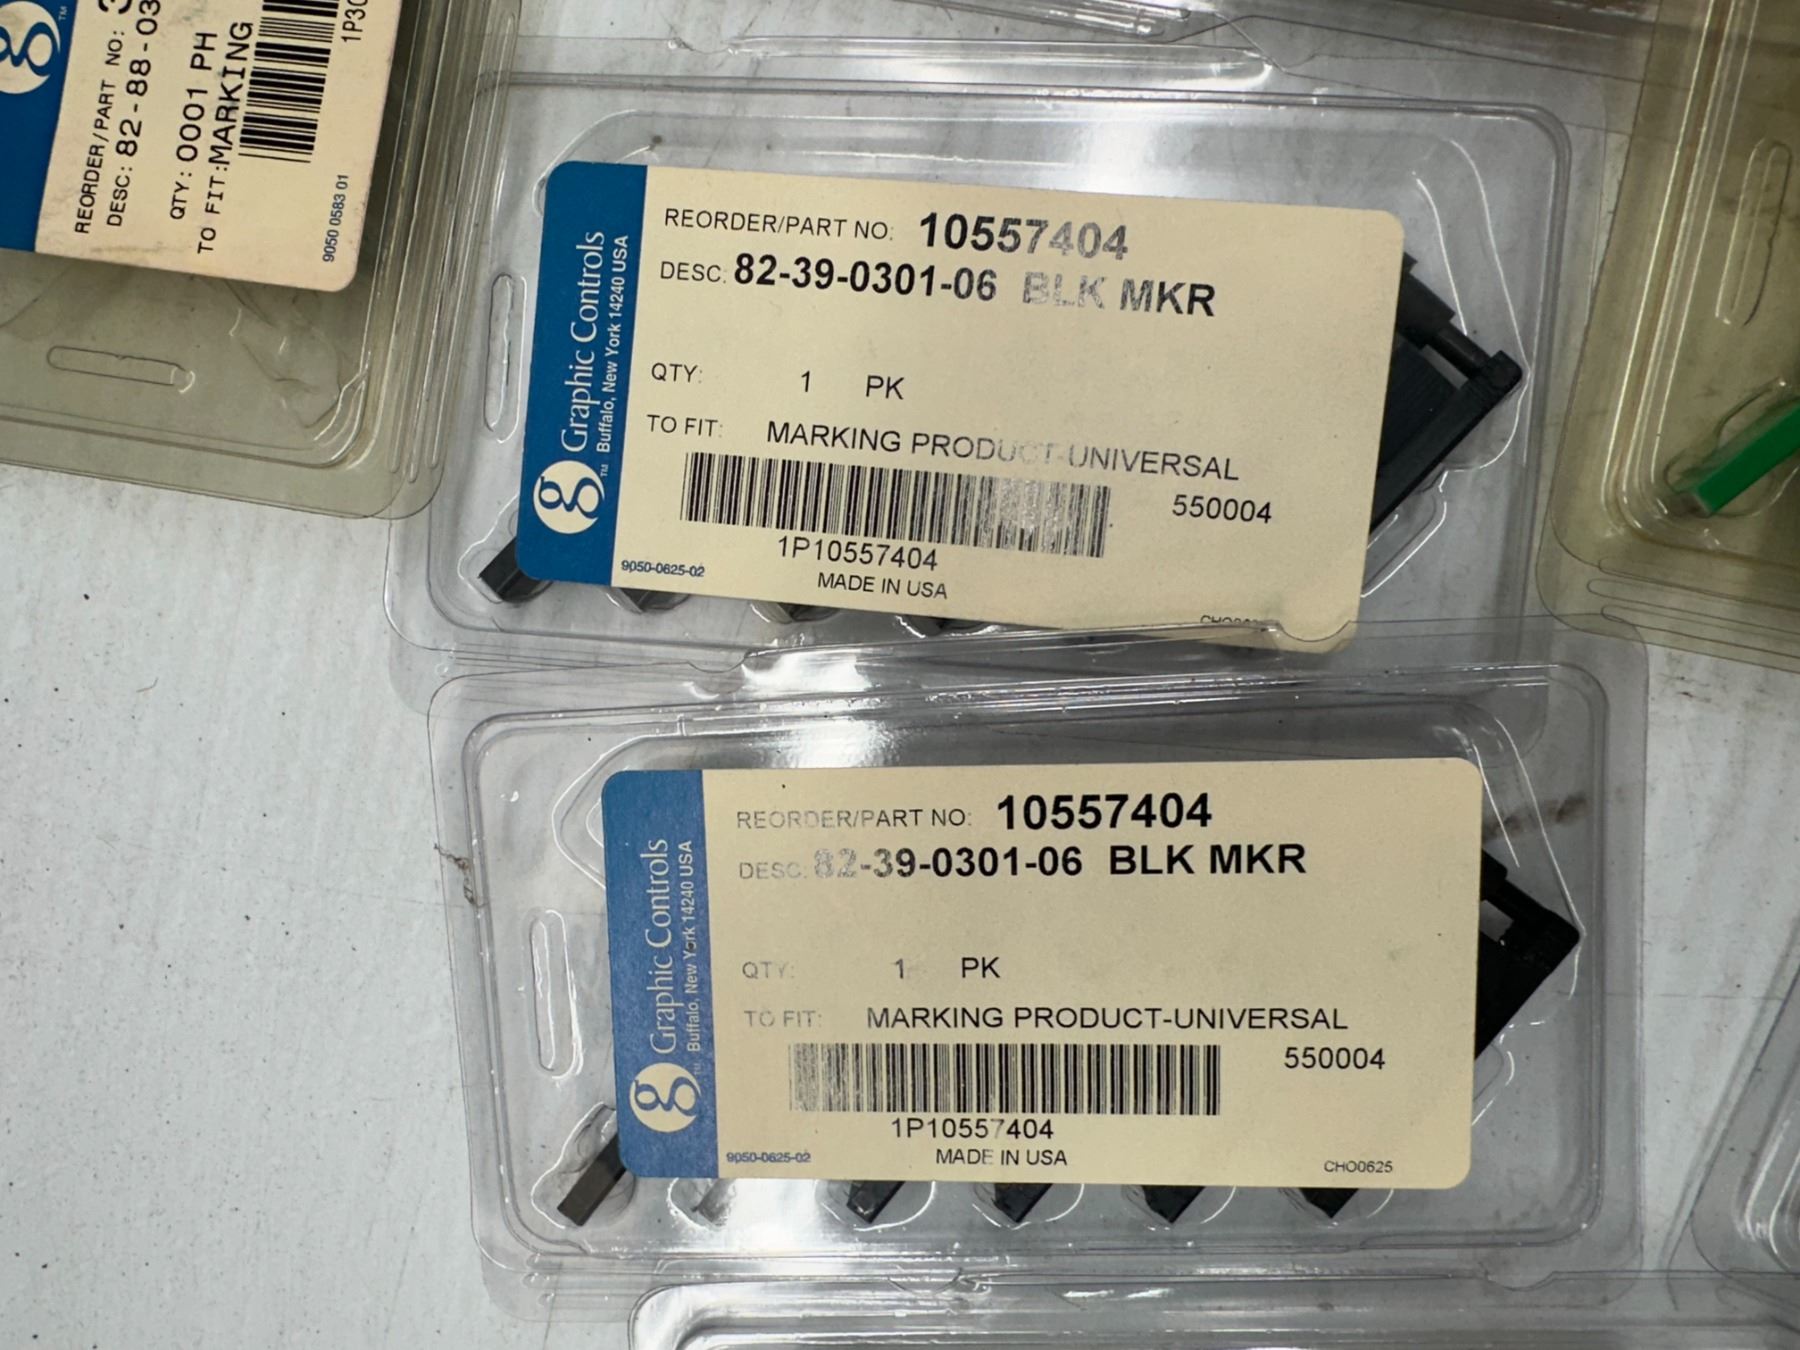 REORDER/PART NO:
DESC: 82-88-03
QTY: 0001 PH
TO FIT: MARKING
9050 0583 01
g™
Graphic Controls
Buffalo, New York 14240 USA
REORDER/PART NO: 10557404
DESC: 82-39-0301-06 BLK MKR
QTY: 1 PK
TO FIT: MARKING PRODUCT-UNIVERSAL
550004
1P10557404
9050-0625-02
MADE IN USA
g™
Graphic Controls
Buffalo, New York 14240 USA
REORDER/PART NO: 10557404
DESC: 82-39-0301-06 BLK MKR
QTY: 1 PK
TO FIT: MARKING PRODUCT-UNIVERSAL
550004
1P10557404
9050-0625-02
MADE IN USA
CHO0625